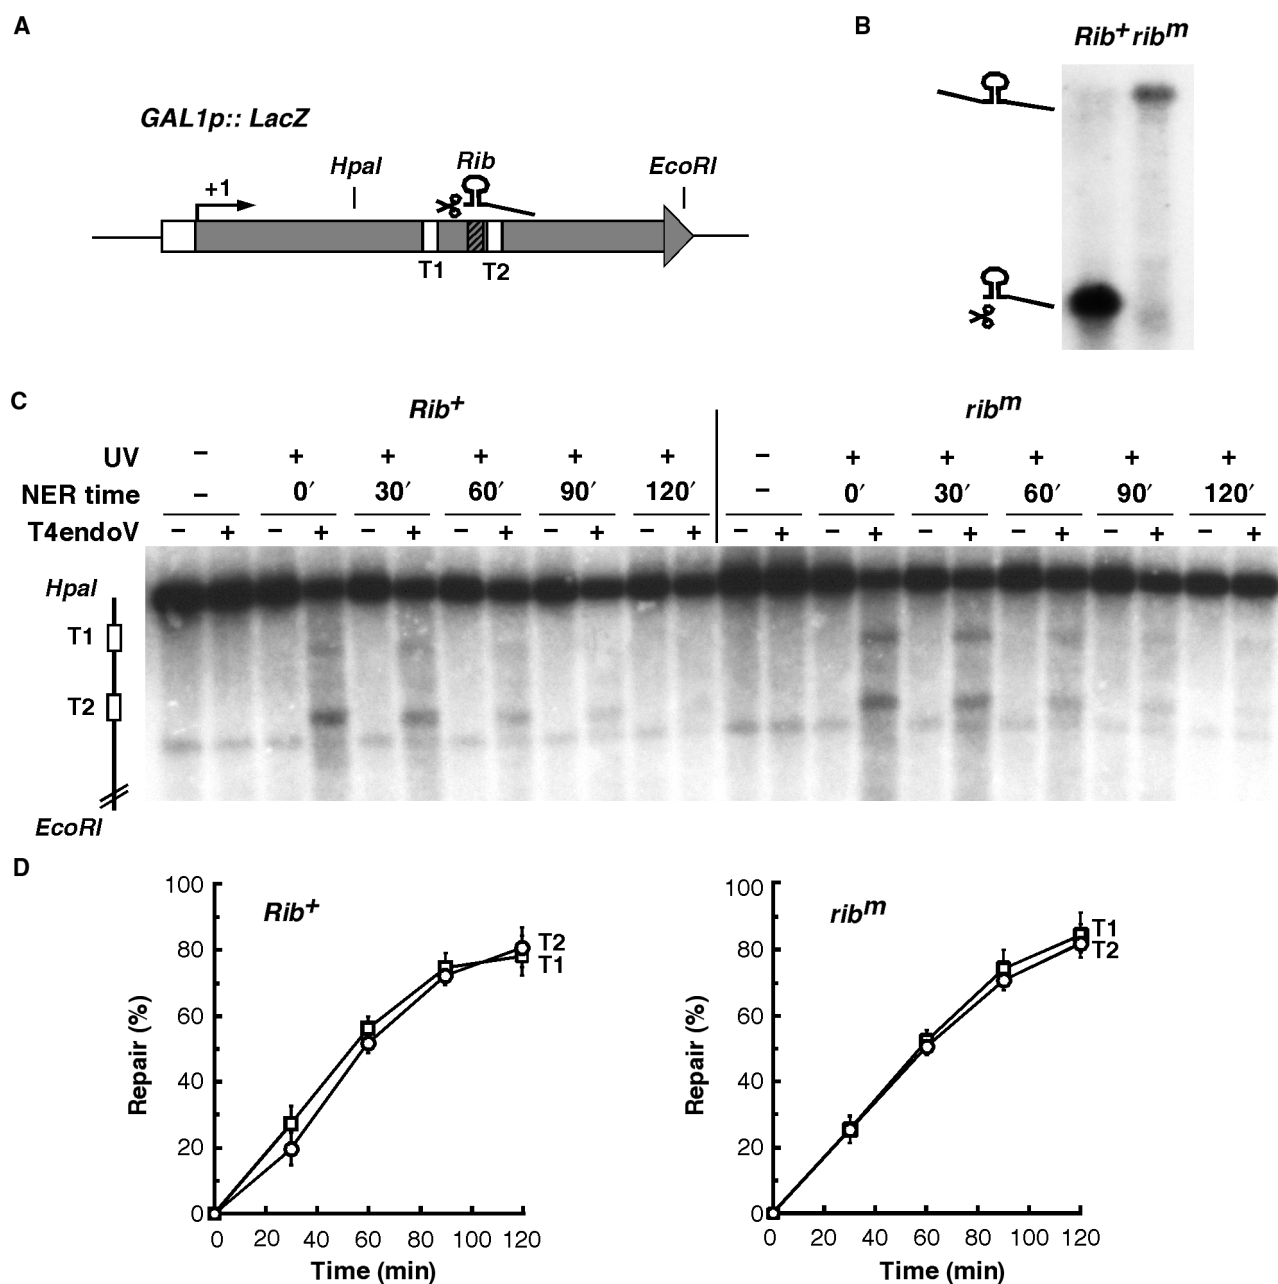 A
GAL1p:: LacZ
+1
HpaI
Rib
EcoRI
T1
T2
B
Rib+ rib^m
C
Rib+
rib^m
UV − + + + + + − + + + + +
NER time − 0′ 30′ 60′ 90′ 120′ − 0′ 30′ 60′ 90′ 120′
T4endoV − + − + − + − + − + − + − + − + − + − + − + − +
HpaI
T1
T2
EcoRI
D
Rib+
Repair (%)
100
80
60
40
20
0
T2
T1
0 20 40 60 80 100 120
Time (min)
rib^m
Repair (%)
100
80
60
40
20
0
T1
T2
0 20 40 60 80 100 120
Time (min)